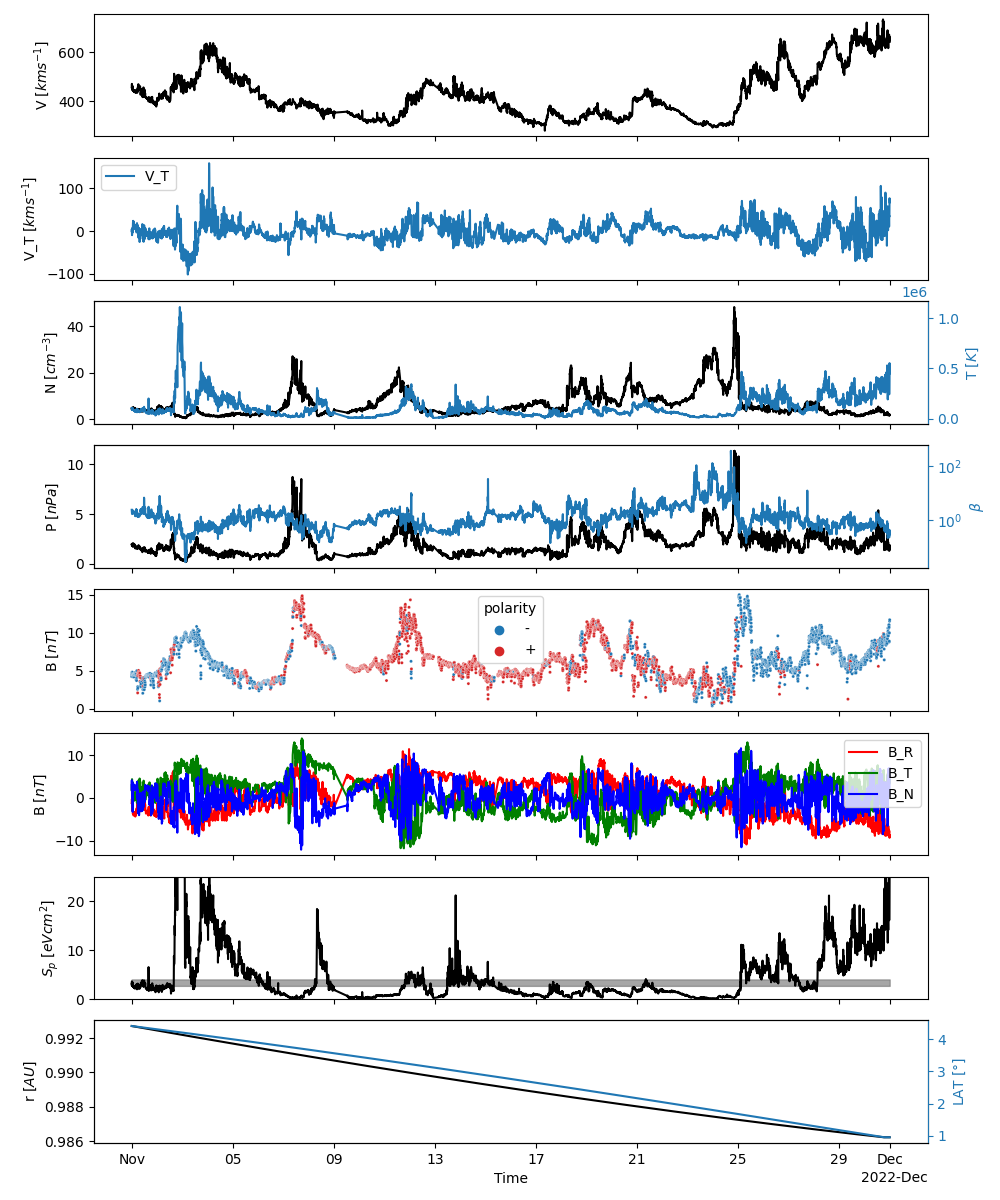 V [kms⁻¹]
600
400
V_T [kms⁻¹]
100
0
−100
V_T
N [cm⁻³]
40
20
0
1e6
1.0
0.5
0.0
T [K]
P [nPa]
10
5
0
10²
10⁰
β
B [nT]
15
10
5
0
polarity
-
+
B [nT]
10
0
−10
B_R
B_T
B_N
Sₚ [eVcm²]
20
10
0
r [AU]
0.992
0.990
0.988
0.986
4
3
2
1
LAT [°]
Nov 05 09 13 17 21 25 29 Dec
Time
2022-Dec